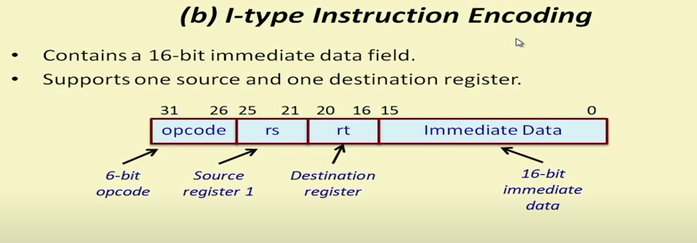 (b) I-type Instruction Encoding
• Contains a 16-bit immediate data field.
• Supports one source and one destination register.
31 26 25 21 20 16 15 0
opcode rs rt Immediate Data
6-bit Source Destination 16-bit
opcode register 1 register immediate
data